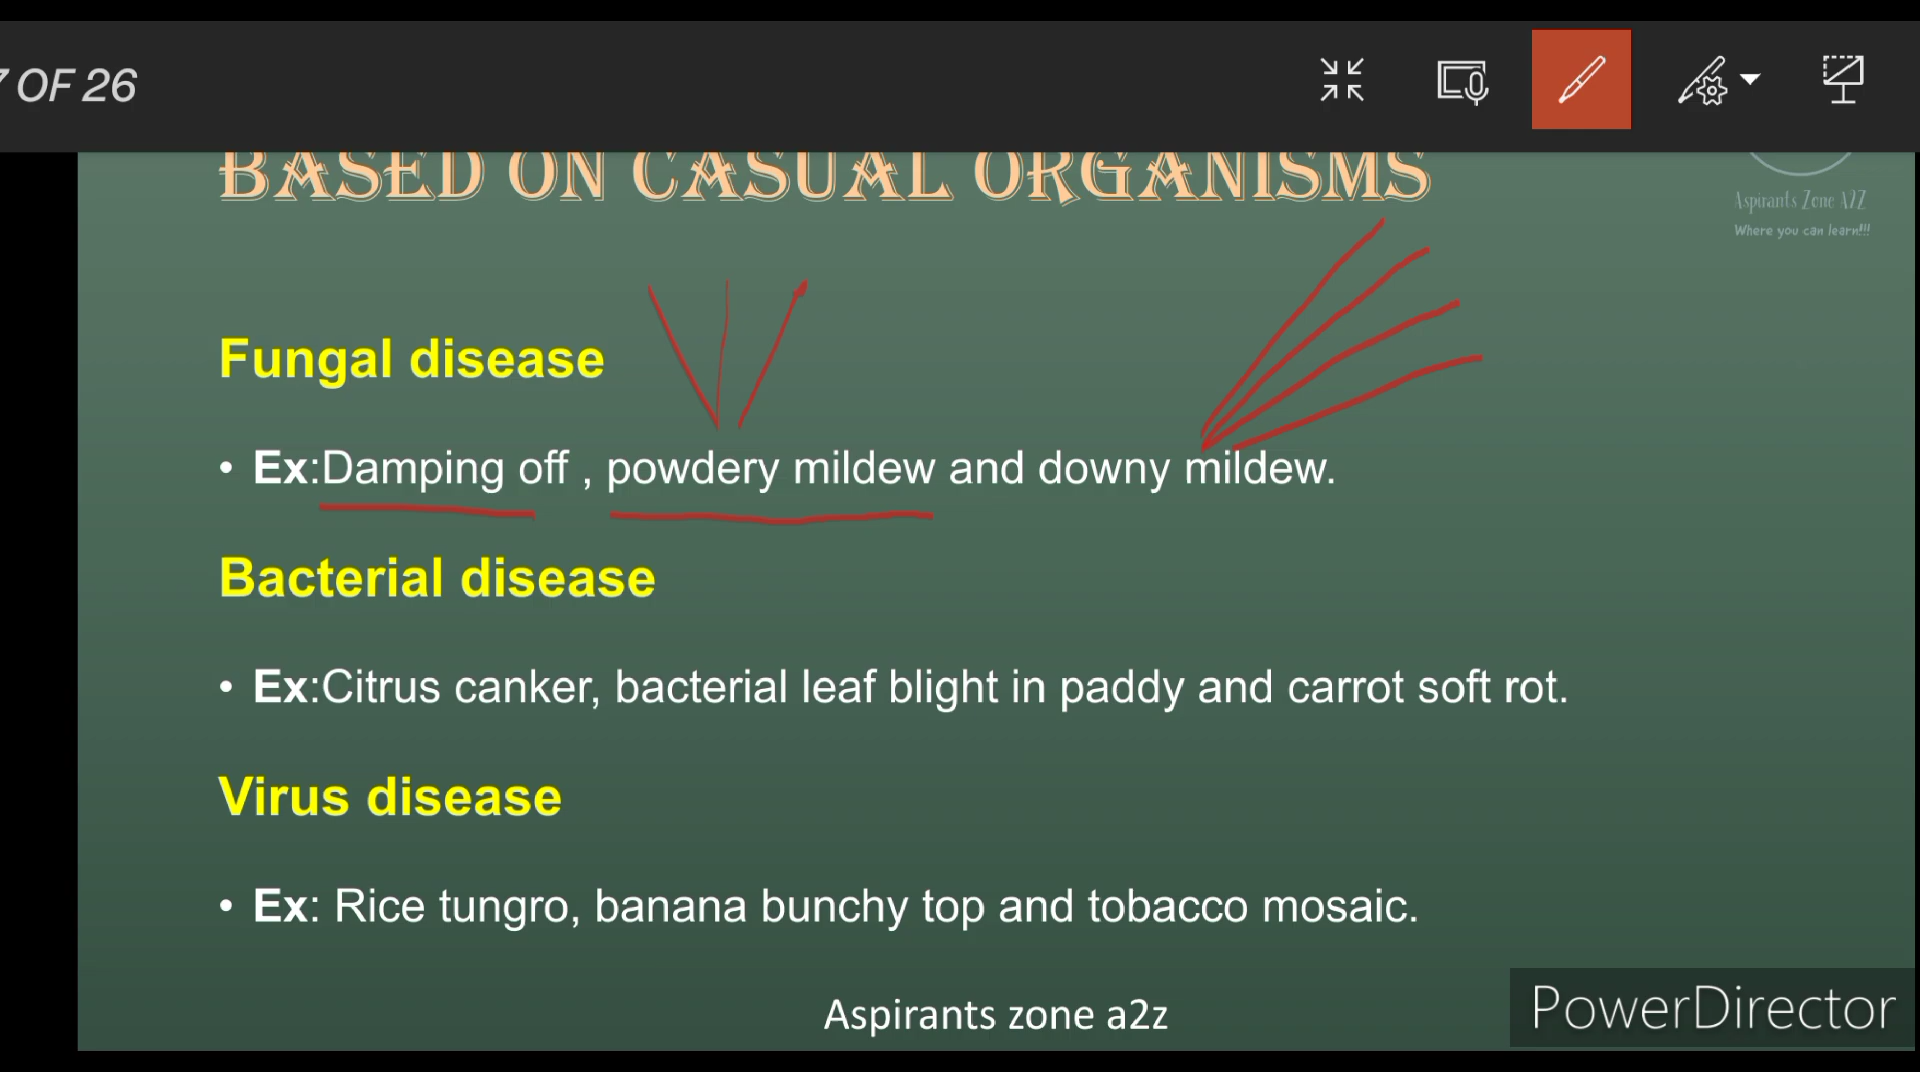 OF 26
BASED ON CASUAL ORGANISMS
Aspirants Zone A2Z
Where you can learn!!!
Fungal disease
• Ex:Damping off , powdery mildew and downy mildew.
Bacterial disease
• Ex:Citrus canker, bacterial leaf blight in paddy and carrot soft rot.
Virus disease
• Ex: Rice tungro, banana bunchy top and tobacco mosaic.
Aspirants zone a2z
PowerDirector